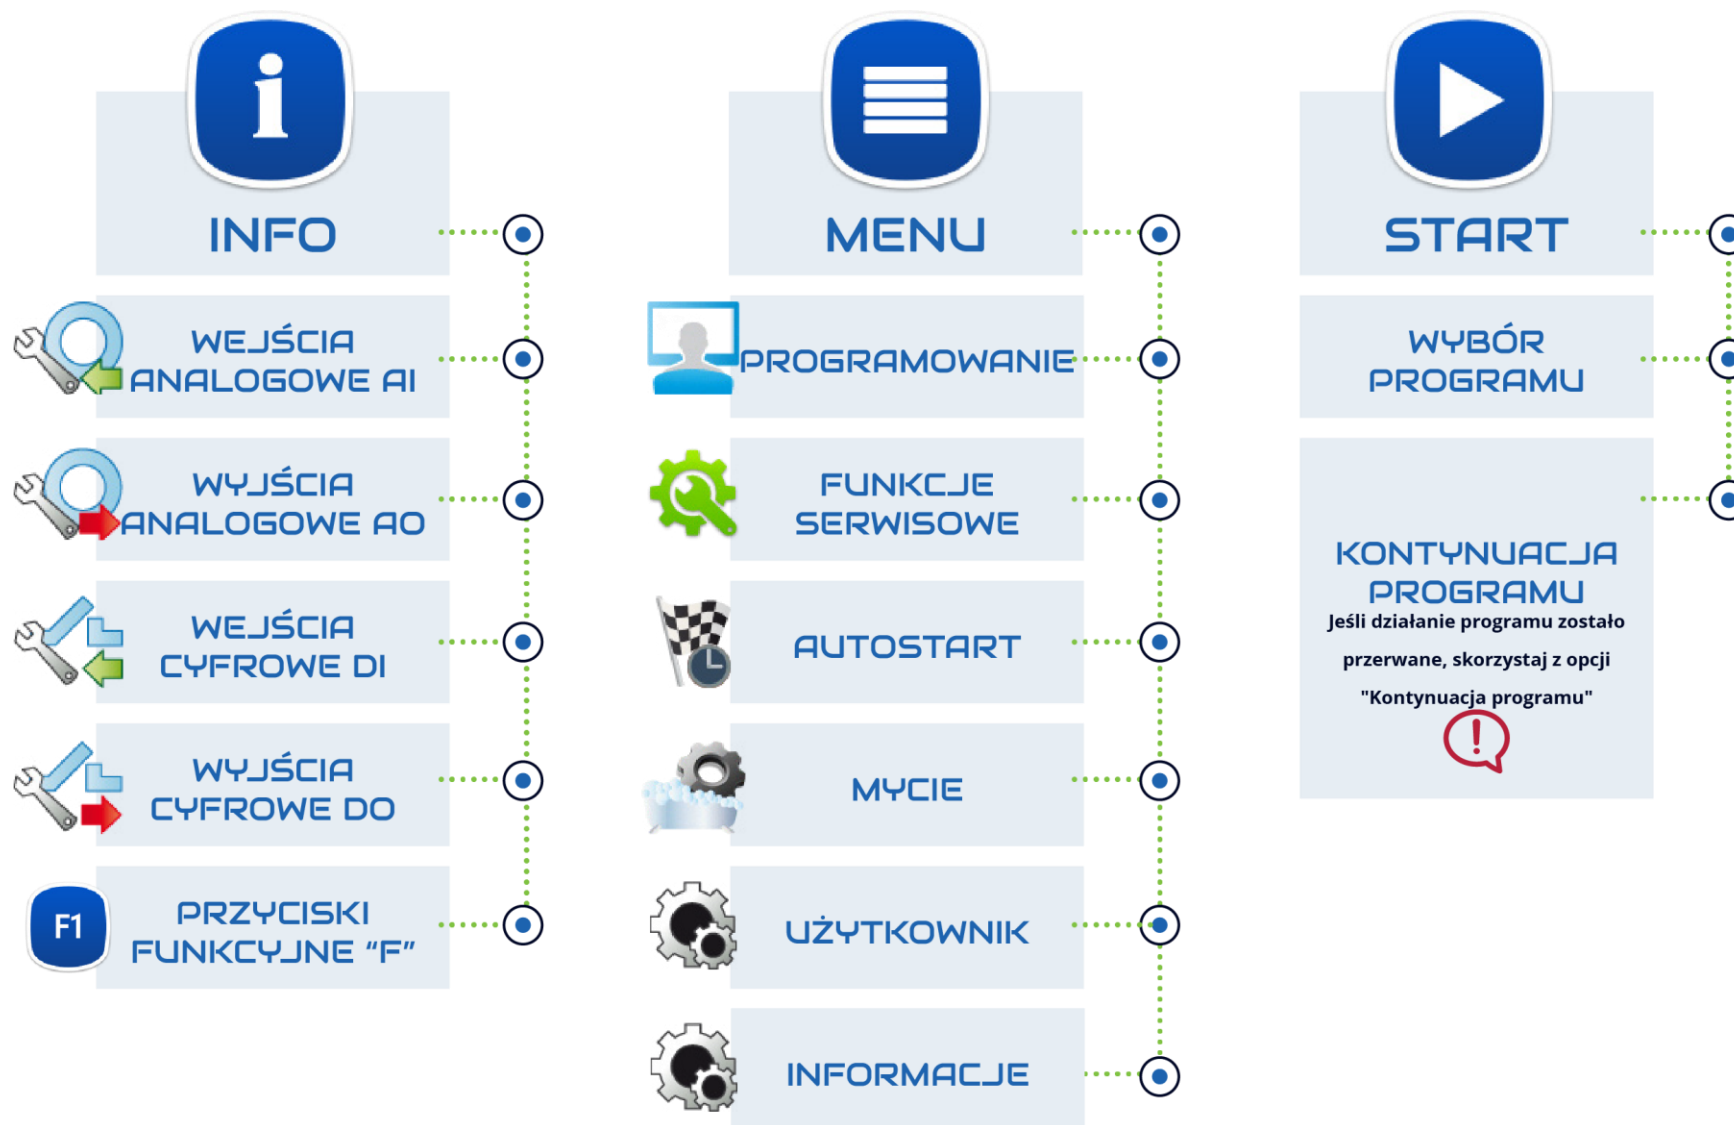 INFO
WEJŚCIA
ANALOGOWE AI
WYJŚCIA
ANALOGOWE AO
WEJŚCIA
CYFROWE DI
WYJŚCIA
CYFROWE DO
F1
PRZYCISKI
FUNKCYJNE “F”
MENU
PROGRAMOWANIE
FUNKCJE
SERWISOWE
AUTOSTART
MYCIE
UŻYTKOWNIK
INFORMACJE
START
WYBÓR
PROGRAMU
KONTYNUACJA
PROGRAMU
Jeśli działanie programu zostało
przerwane, skorzystaj z opcji
"Kontynuacja programu"